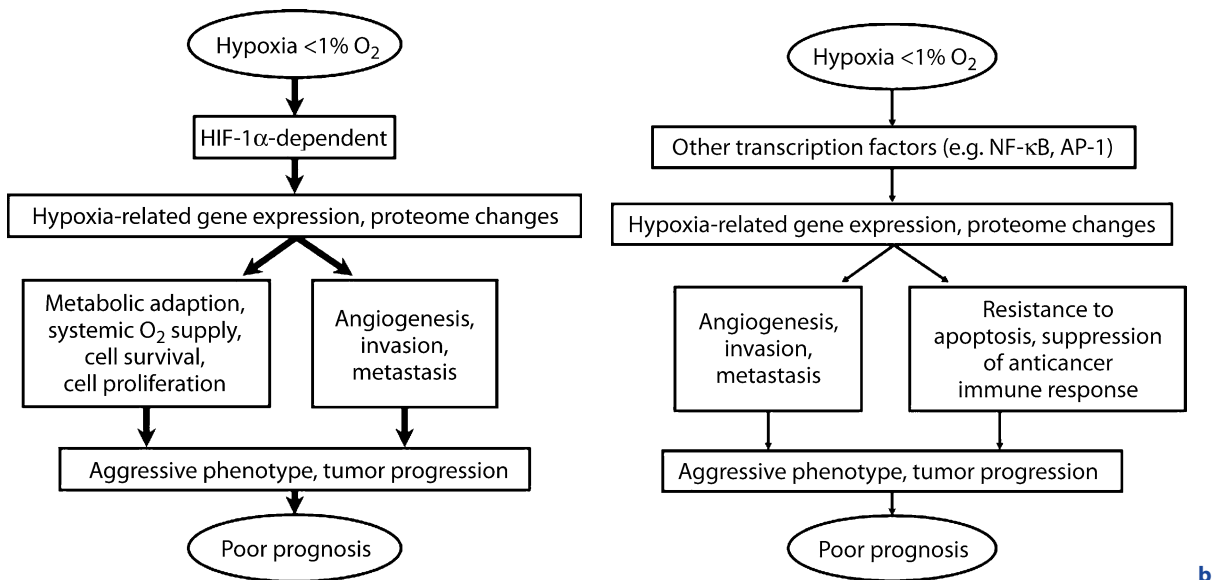 Hypoxia <1% O₂
HIF-1α-dependent
Hypoxia-related gene expression, proteome changes
Metabolic adaption,
systemic O₂ supply,
cell survival,
cell proliferation
Angiogenesis,
invasion,
metastasis
Aggressive phenotype, tumor progression
Poor prognosis
Hypoxia <1% O₂
Other transcription factors (e.g. NF-κB, AP-1)
Hypoxia-related gene expression, proteome changes
Angiogenesis,
invasion,
metastasis
Resistance to
apoptosis, suppression
of anticancer
immune response
Aggressive phenotype, tumor progression
Poor prognosis
b